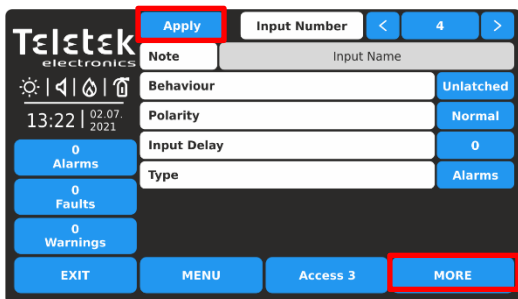 Teletek
electronics
13:22 02.07.
2021
0
Alarms
0
Faults
0
Warnings
EXIT
Apply Input Number < 4 >
Note Input Name
Behaviour Unlatched
Polarity Normal
Input Delay 0
Type Alarms
MENU Access 3 MORE